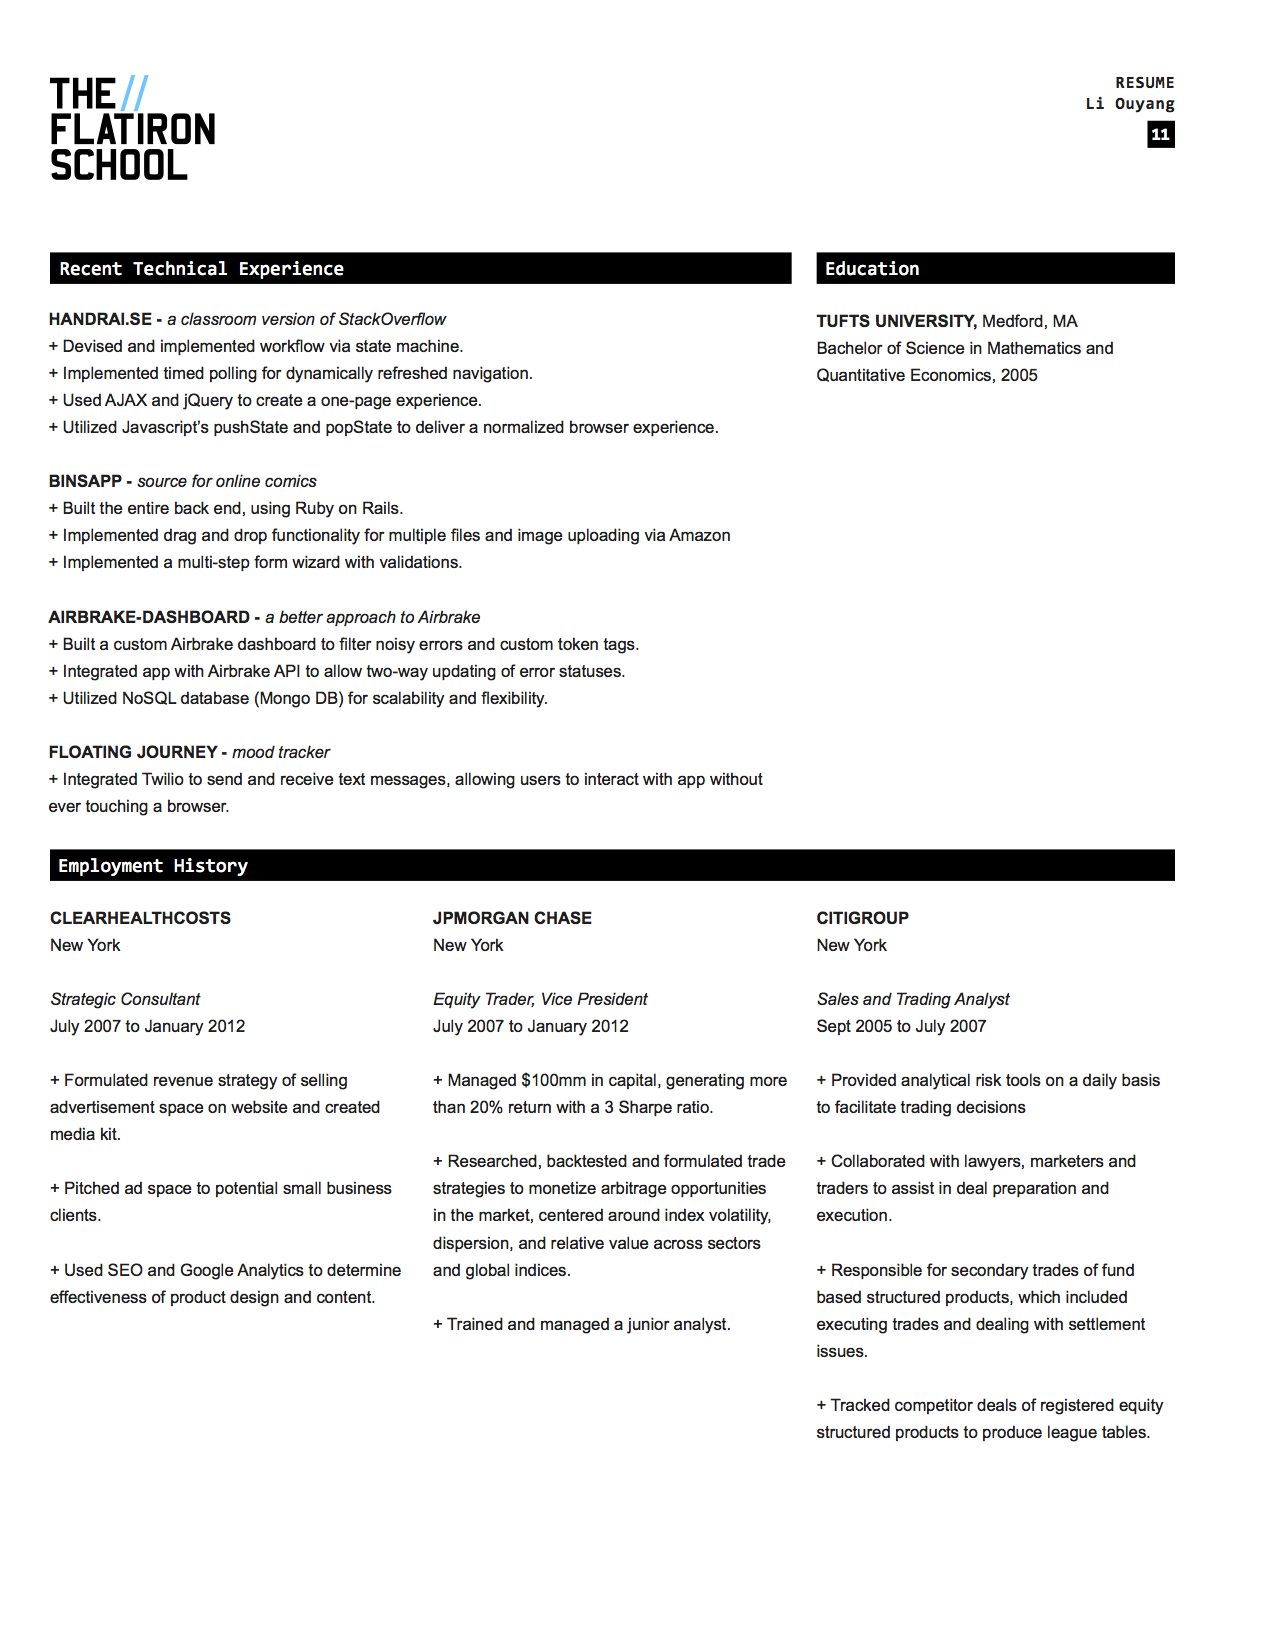 THE//
FLATIRON
SCHOOL
RESUME
Li Ouyang
11
Recent Technical Experience
HANDRAI.SE - a classroom version of StackOverflow
+ Devised and implemented workflow via state machine.
+ Implemented timed polling for dynamically refreshed navigation.
+ Used AJAX and jQuery to create a one-page experience.
+ Utilized Javascript's pushState and popState to deliver a normalized browser experience.
BINSAPP - source for online comics
+ Built the entire back end, using Ruby on Rails.
+ Implemented drag and drop functionality for multiple files and image uploading via Amazon
+ Implemented a multi-step form wizard with validations.
AIRBRAKE-DASHBOARD - a better approach to Airbrake
+ Built a custom Airbrake dashboard to filter noisy errors and custom token tags.
+ Integrated app with Airbrake API to allow two-way updating of error statuses.
+ Utilized NoSQL database (Mongo DB) for scalability and flexibility.
FLOATING JOURNEY - mood tracker
+ Integrated Twilio to send and receive text messages, allowing users to interact with app without
ever touching a browser.
Education
TUFTS UNIVERSITY, Medford, MA
Bachelor of Science in Mathematics and
Quantitative Economics, 2005
Employment History
CLEARHEALTHCOSTS
New York
Strategic Consultant
July 2007 to January 2012
+ Formulated revenue strategy of selling
advertisement space on website and created
media kit.
+ Pitched ad space to potential small business
clients.
+ Used SEO and Google Analytics to determine
effectiveness of product design and content.
JPMORGAN CHASE
New York
Equity Trader, Vice President
July 2007 to January 2012
+ Managed $100mm in capital, generating more
than 20% return with a 3 Sharpe ratio.
+ Researched, backtested and formulated trade
strategies to monetize arbitrage opportunities
in the market, centered around index volatility,
dispersion, and relative value across sectors
and global indices.
+ Trained and managed a junior analyst.
CITIGROUP
New York
Sales and Trading Analyst
Sept 2005 to July 2007
+ Provided analytical risk tools on a daily basis
to facilitate trading decisions
+ Collaborated with lawyers, marketers and
traders to assist in deal preparation and
execution.
+ Responsible for secondary trades of fund
based structured products, which included
executing trades and dealing with settlement
issues.
+ Tracked competitor deals of registered equity
structured products to produce league tables.